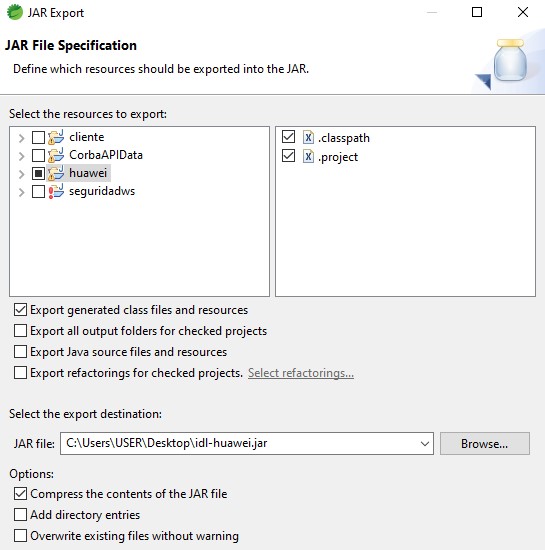 JAR Export
JAR File Specification
Define which resources should be exported into the JAR.
Select the resources to export:
cliente
CorbaAPIData
huawei
seguridadws
.classpath
.project
Export generated class files and resources
Export all output folders for checked projects
Export Java source files and resources
Export refactorings for checked projects. Select refactorings...
Select the export destination:
JAR file: C:\Users\USER\Desktop\idl-huawei.jar Browse...
Options:
Compress the contents of the JAR file
Add directory entries
Overwrite existing files without warning